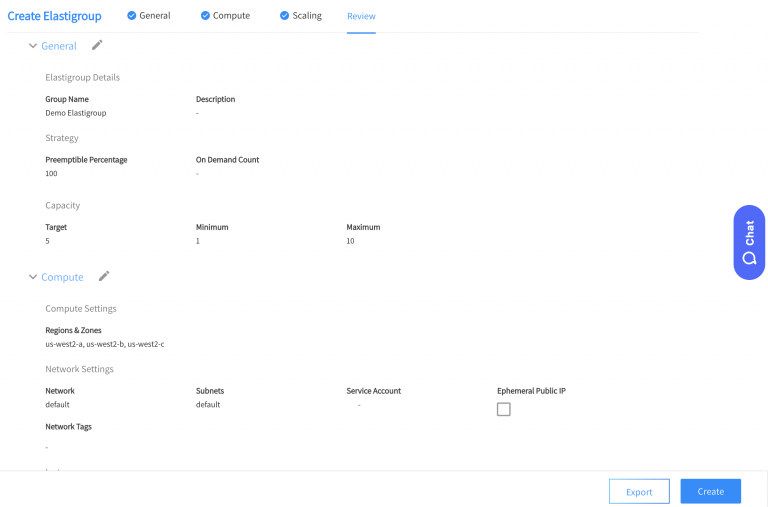 Create Elastigroup General Compute Scaling Review
General
Elastigroup Details
Group Name Description
Demo Elastigroup -
Strategy
Preemptible Percentage On Demand Count
100 -
Capacity
Target Minimum Maximum
5 1 10
Chat
Compute
Compute Settings
Regions & Zones
us-west2-a, us-west2-b, us-west2-c
Network Settings
Network Subnets Service Account Ephemeral Public IP
default default -
Network Tags
-
Export Create